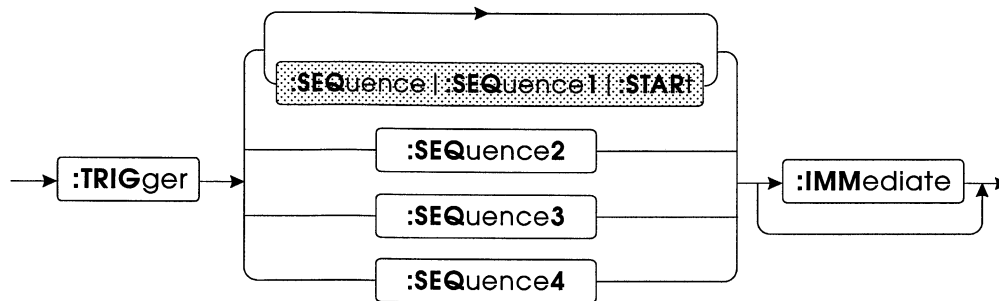 :SEQuence|:SEQuence1|:STARt
:SEQuence2
:TRIGger
:IMMediate
:SEQuence3
:SEQuence4